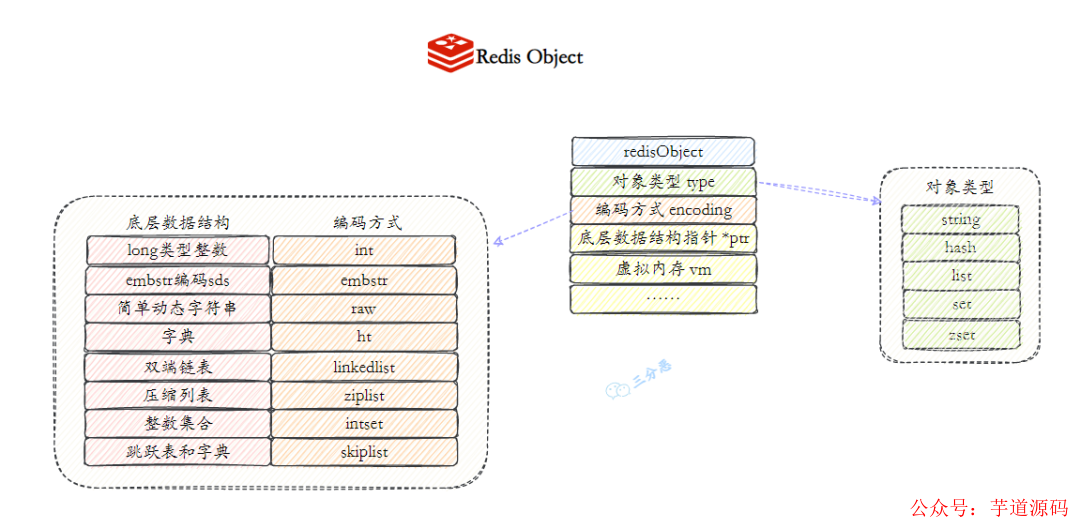 Redis Object
redisObject
对象类型 type
编码方式 encoding
底层数据结构指针 *ptr
虚拟内存 vm
……
对象类型
string
hash
list
set
zset
底层数据结构 编码方式
long类型整数 int
embstr编码sds embstr
简单动态字符串 raw
字典 ht
双端链表 linkedlist
压缩列表 ziplist
整数集合 intset
跳跃表和字典 skiplist
三分恶
公众号：芋道源码